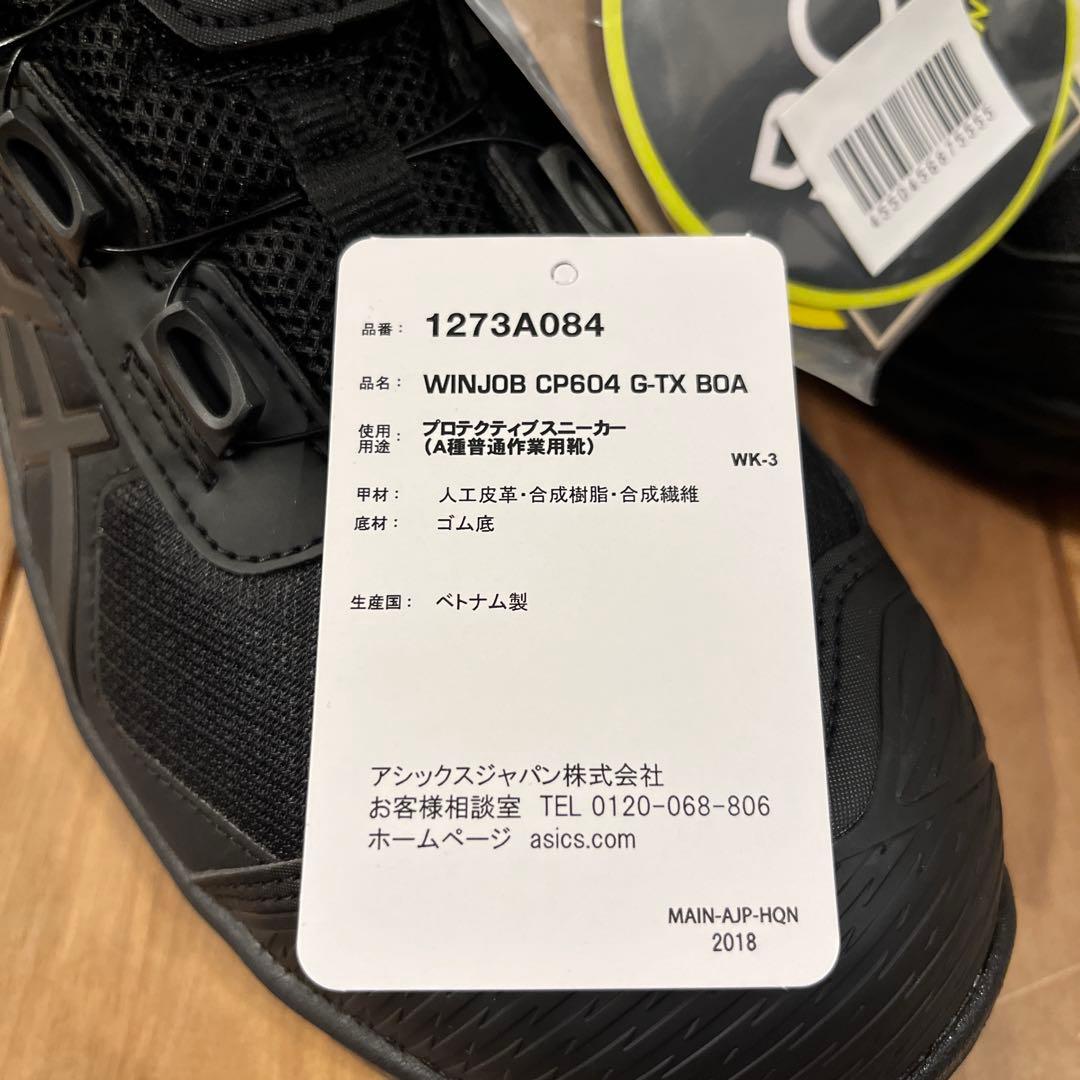 4550456875555
品番： 1273A084
品名： WINJOB CP604 G-TX BOA
使用用途： プロテクティブスニーカー
（A種普通作業用靴）
WK-3
甲材： 人工皮革・合成樹脂・合成繊維
底材： ゴム底
生産国： ベトナム製
アシックスジャパン株式会社
お客様相談室 TEL 0120-068-806
ホームページ asics.com
MAIN-AJP-HQN
2018